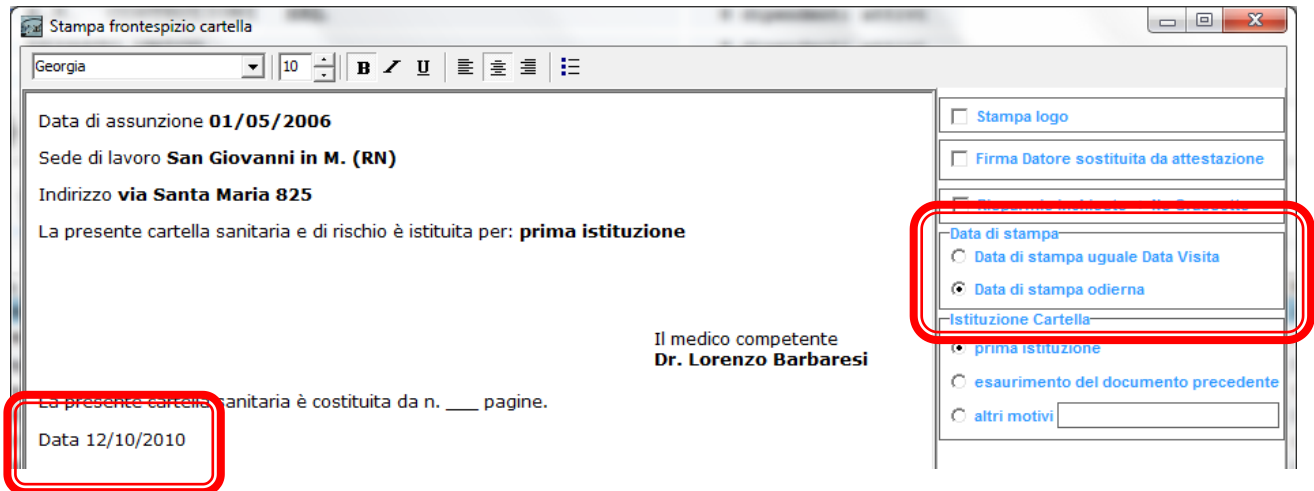 Stampa frontespizio cartella
Georgia 10 B I U
Data di assunzione 01/05/2006
Sede di lavoro San Giovanni in M. (RN)
Indirizzo via Santa Maria 825
La presente cartella sanitaria e di rischio è istituita per: prima istituzione
Il medico competente
Dr. Lorenzo Barbaresi
La presente cartella sanitaria è costituita da n. ___ pagine.
Data 12/10/2010
Stampa logo
Firma Datore sostituita da attestazione
Data di stampa
Data di stampa uguale Data Visita
Data di stampa odierna
Istituzione Cartella
prima istituzione
esaurimento del documento precedente
altri motivi